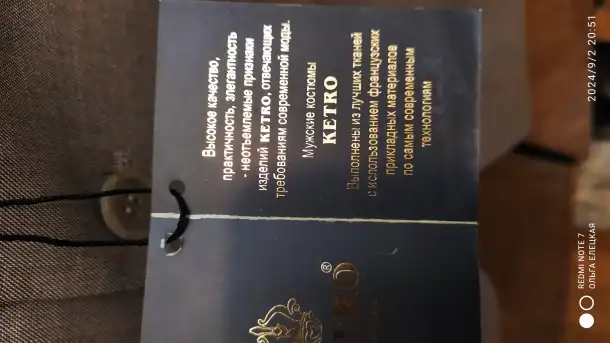 Высокое качество,
практичность, элегантность
- неотъемлемые признаки
изделий KETRO, отвечающих
требованиям современной моды.
Мужские костюмы
KETRO
Выполнены из лучших тканей
с использованием французских
прикладных материалов
по самым современным
технологиям
®
2024/9/2 20:51
REDMI NOTE 7
ОЛЬГА ЕЛЕЦКАЯ